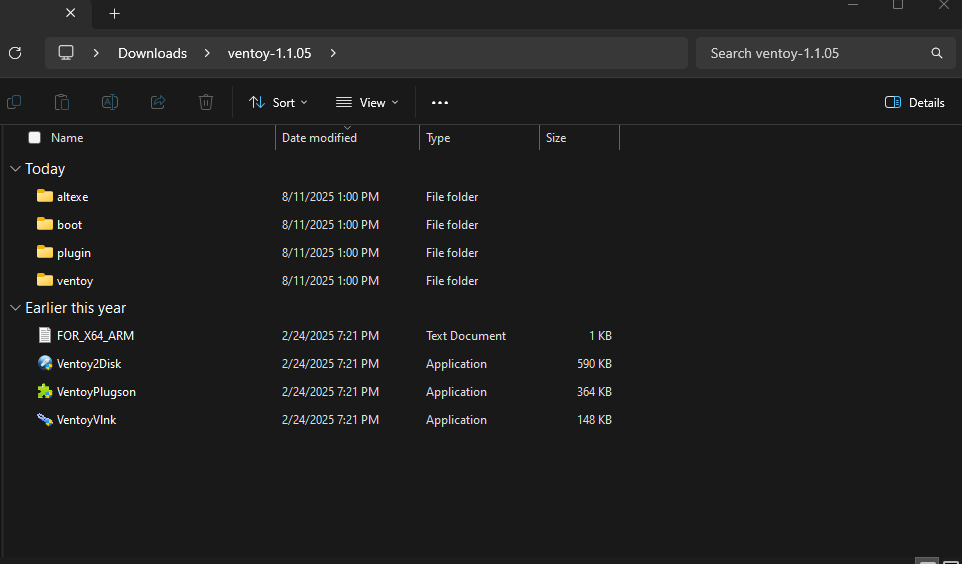 Downloads ventoy-1.1.05 Search ventoy-1.1.05
Sort View Details
Name Date modified Type Size
Today
altexe 8/11/2025 1:00 PM File folder
boot 8/11/2025 1:00 PM File folder
plugin 8/11/2025 1:00 PM File folder
ventoy 8/11/2025 1:00 PM File folder
Earlier this year
FOR_X64_ARM 2/24/2025 7:21 PM Text Document 1 KB
Ventoy2Disk 2/24/2025 7:21 PM Application 590 KB
VentoyPlugson 2/24/2025 7:21 PM Application 364 KB
VentoyVlnk 2/24/2025 7:21 PM Application 148 KB